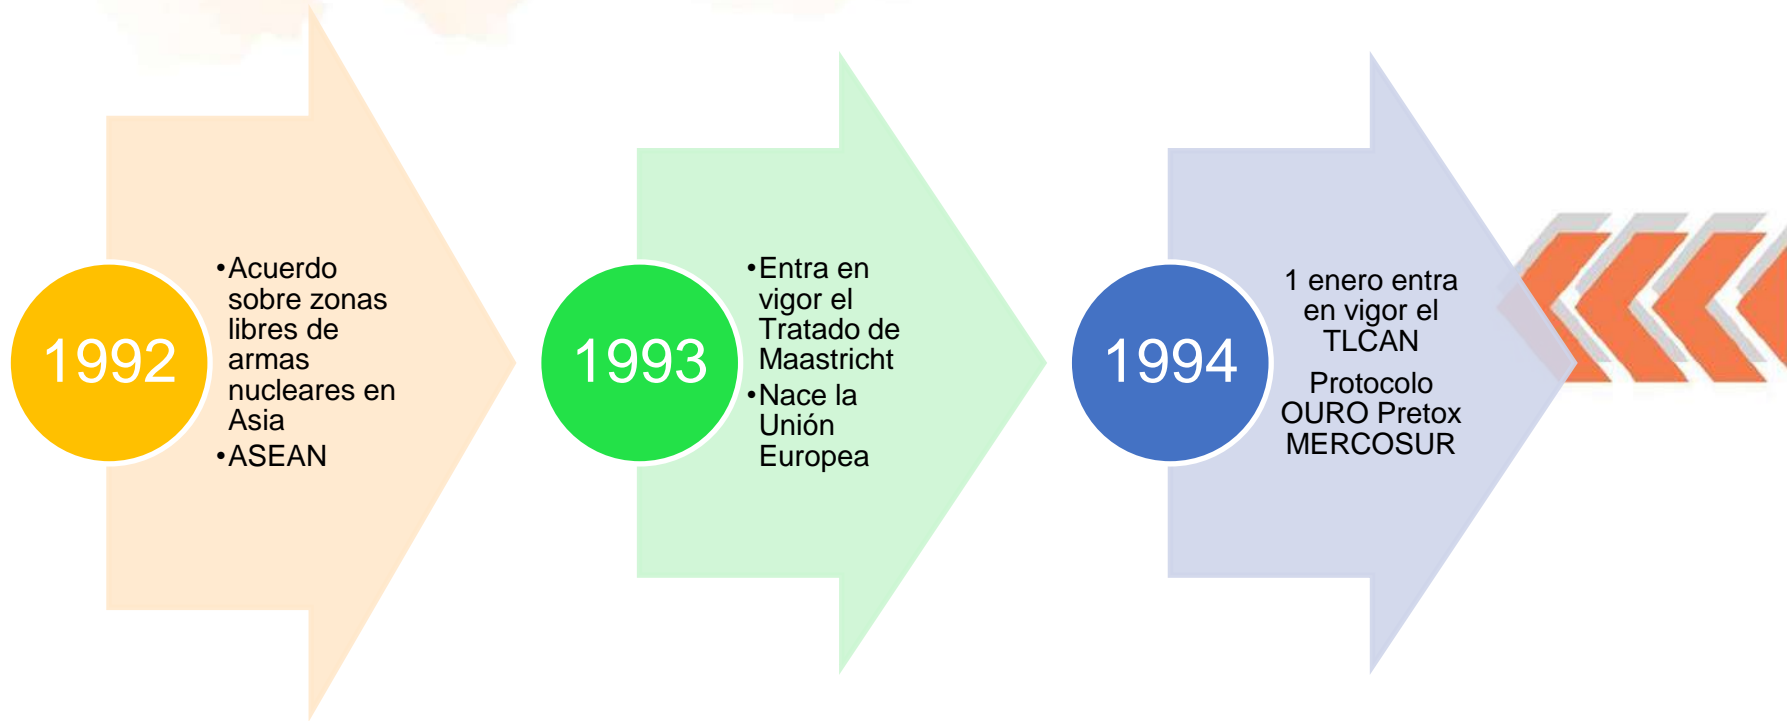 1992
•Acuerdo
sobre zonas
libres de
armas
nucleares en
Asia
•ASEAN
1993
•Entra en
vigor el
Tratado de
Maastricht
•Nace la
Unión
Europea
1994
1 enero entra
en vigor el
TLCAN
Protocolo
OURO Pretox
MERCOSUR